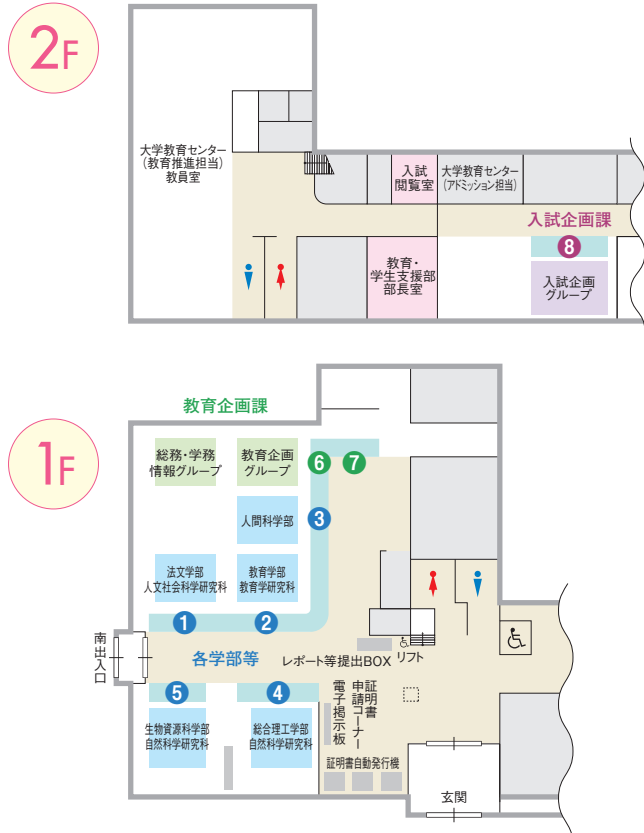 2F
大学教育センター
(教育推進担当)
教員室
入試
閲覧室
大学教育センター
(アドミッション担当)
入試企画課
8
教育・
学生支援部
部長室
入試企画
グループ
1F
教育企画課
総務・学務
情報グループ
教育企画
グループ
6
7
人間科学部
3
法文学部
人文社会科学研究科
教育学部
教育学研究科
1
2
南出入口
各学部等
レポート等提出BOX
リフト
5
4
生物資源科学部
自然科学研究科
総合理工学部
自然科学研究科
証明書
申請コーナー
電子掲示板
証明書自動発行機
玄関